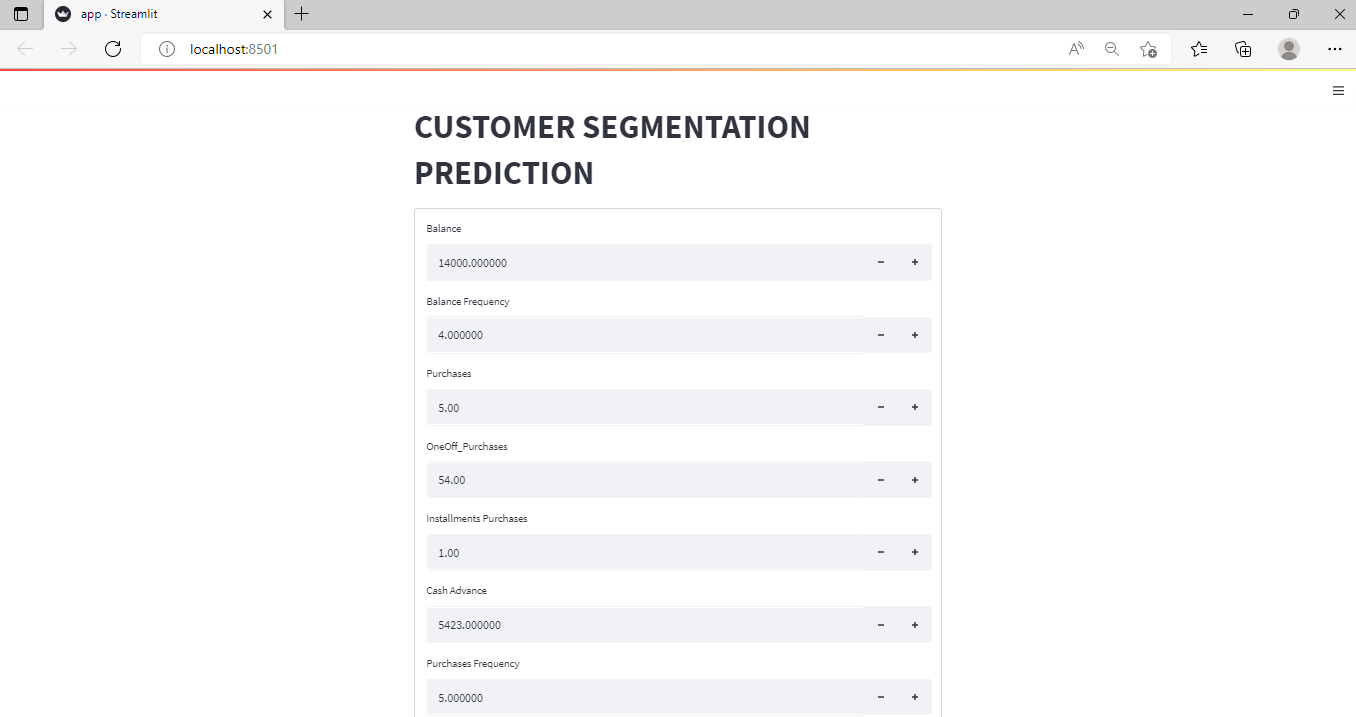 app · Streamlit
localhost:8501
CUSTOMER SEGMENTATION
PREDICTION
Balance
14000.000000
Balance Frequency
4.000000
Purchases
5.00
OneOff_Purchases
54.00
Installments Purchases
1.00
Cash Advance
5423.000000
Purchases Frequency
5.000000